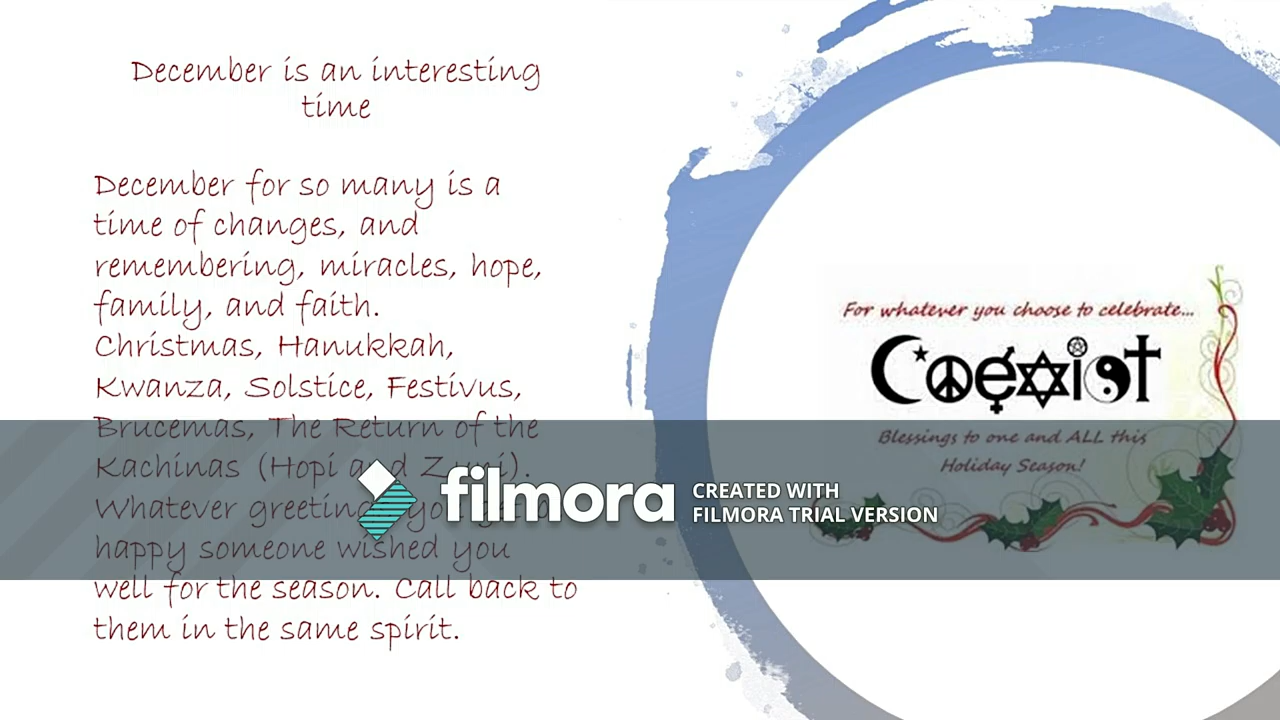 December is an interesting
time
December for so many is a
time of changes, and
remembering, miracles, hope,
family, and faith.
Christmas, Hanukkah,
Kwanza, Solstice, Festivus,
Brucemas, The Return of the
Kachinas (Hopi and Zuni).
Whatever greeting
happy someone wished you
well for the season. Call back to
them in the same spirit.
For whatever you choose to celebrate...
Coexist
Blessings to one and ALL this
Holiday Season!
filmora
CREATED WITH
FILMORA TRIAL VERSION